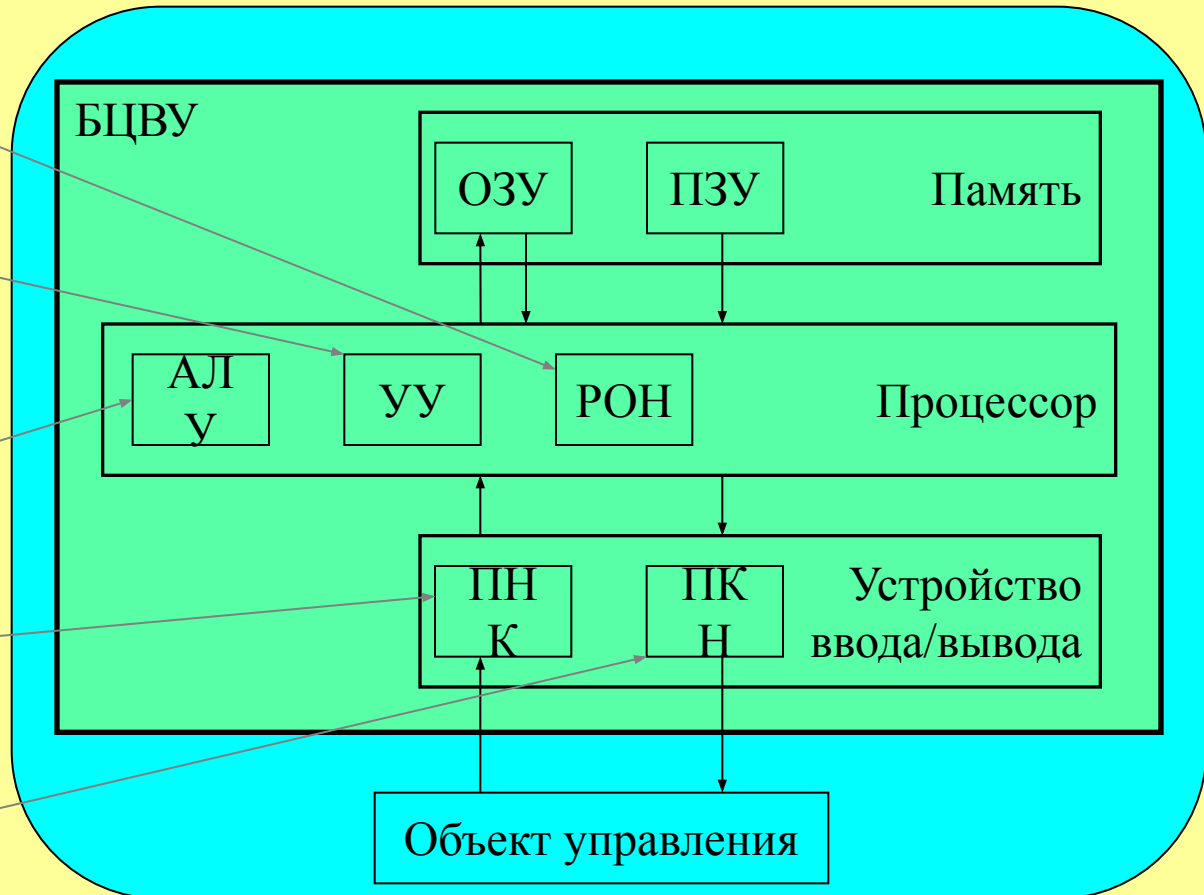 БЦВУ
ОЗУ
ПЗУ
Память
АЛ
У
УУ
РОН
Процессор
ПН
К
ПК
Н
Устройство
ввода/вывода
Объект управления